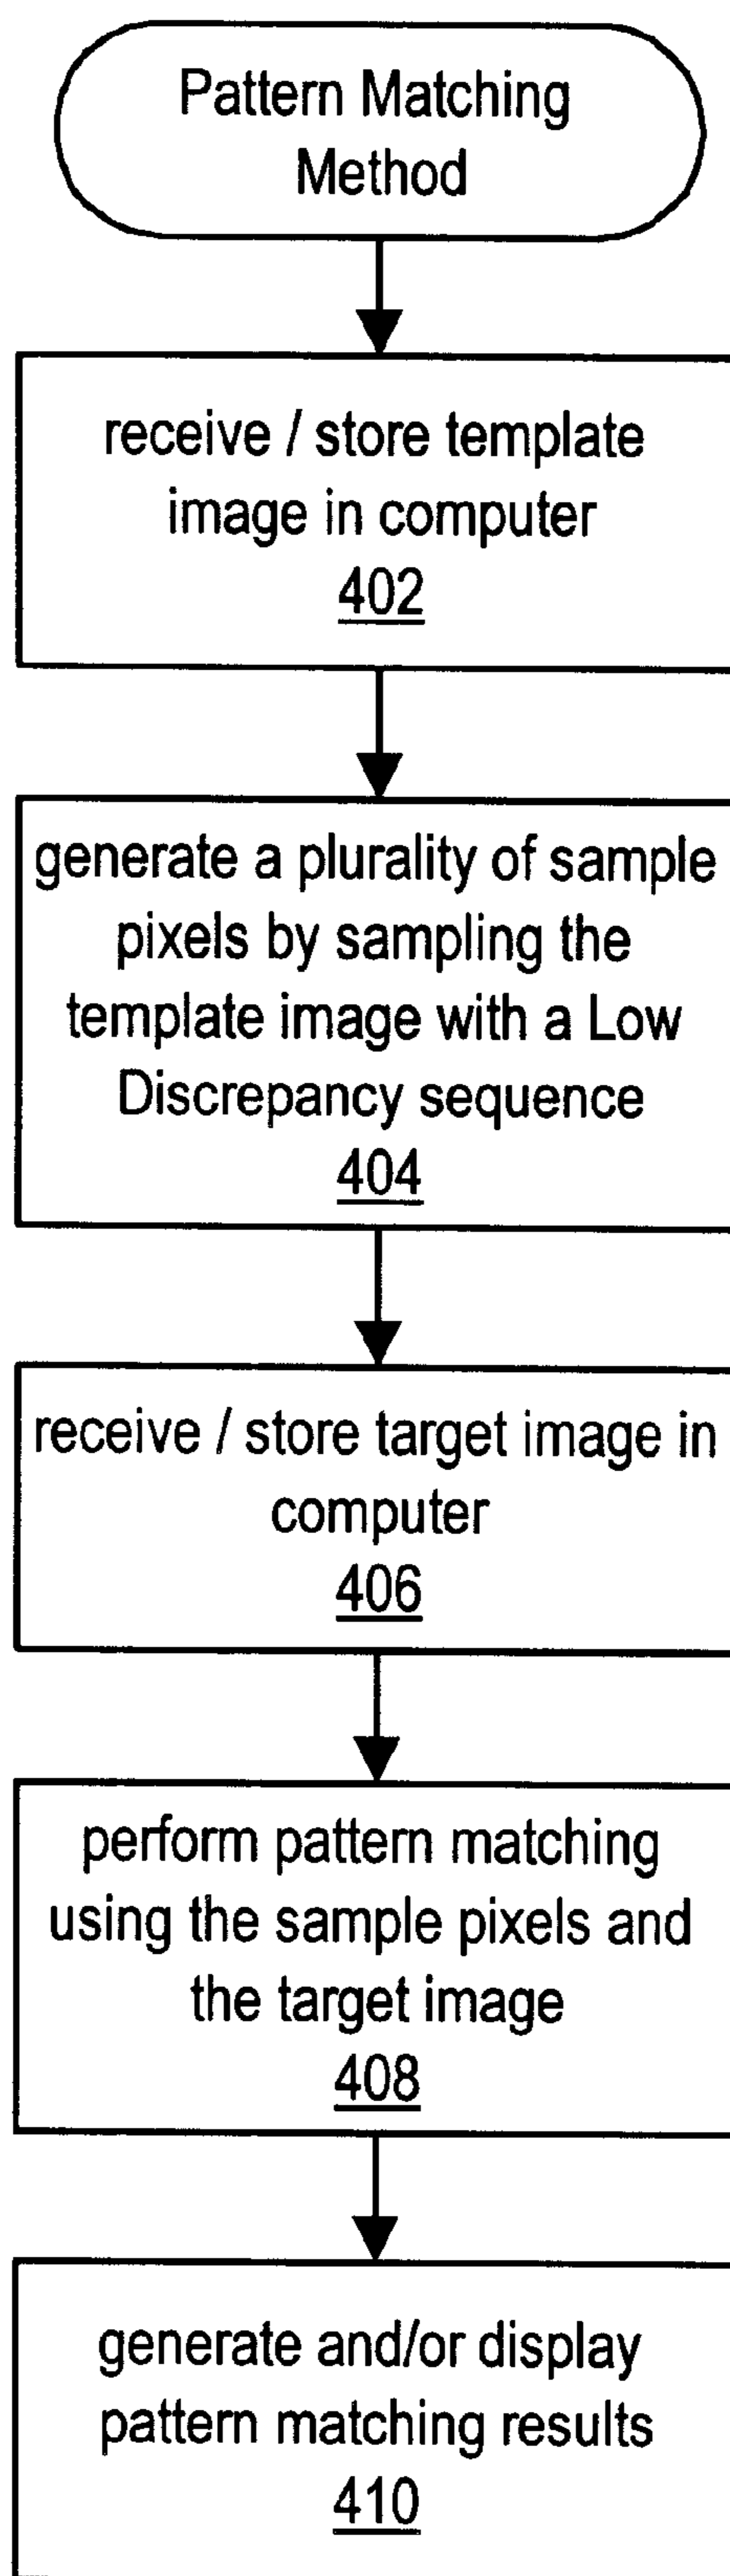 Pattern Matching
Method
receive / store template
image in computer
402
generate a plurality of sample
pixels by sampling the
template image with a Low
Discrepancy sequence
404
receive / store target image in
computer
406
perform pattern matching
using the sample pixels and
the target image
408
generate and/or display
pattern matching results
410